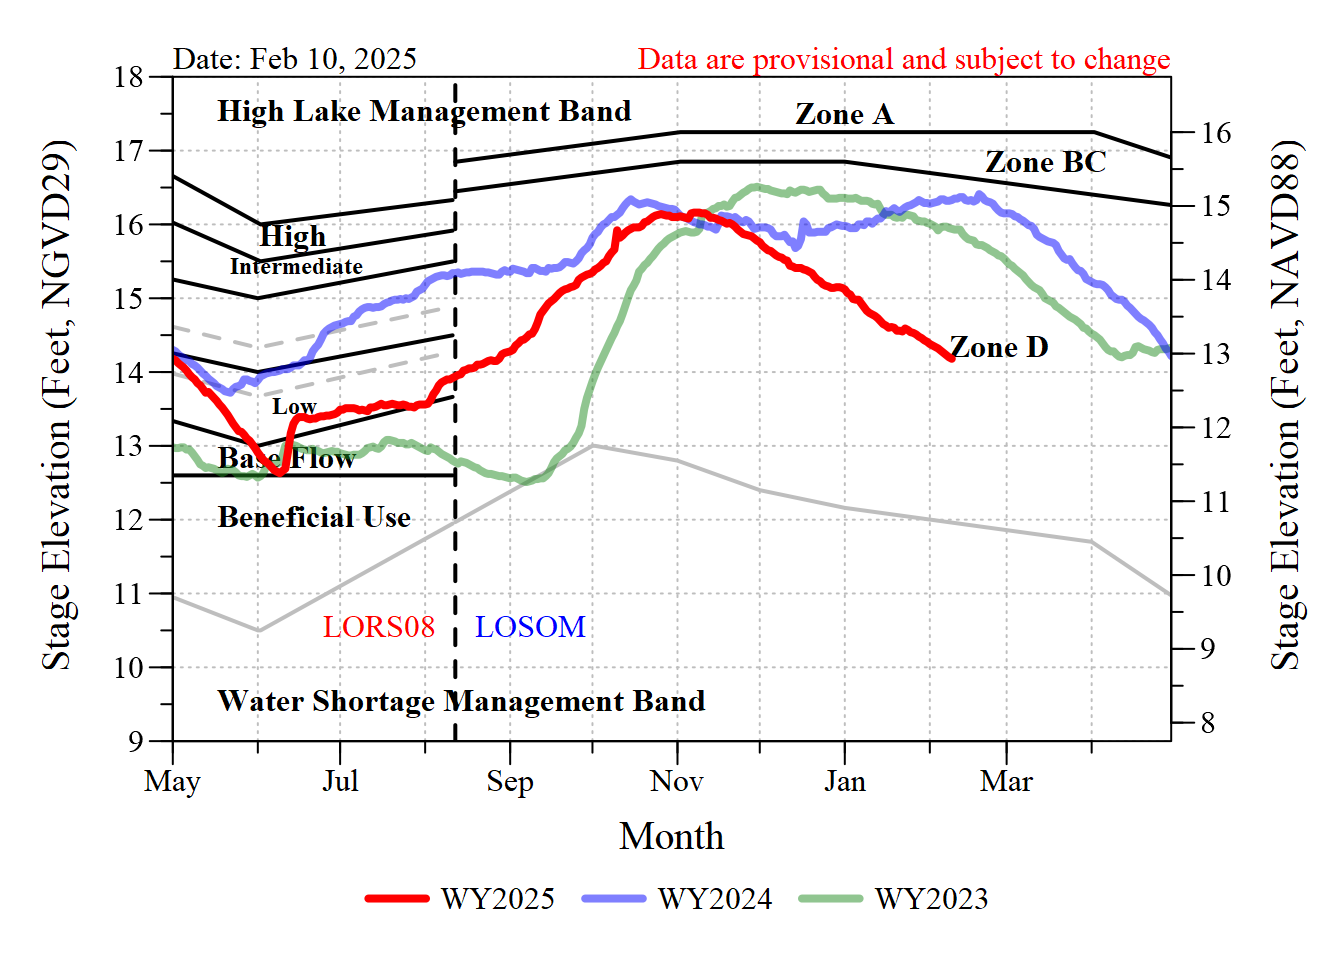 Date: Feb 10, 2025
Data are provisional and subject to change
18
17
16
15
14
13
12
11
10
9
Stage Elevation (Feet, NGVD29)
High Lake Management Band
Zone A
Zone BC
High
Intermediate
Zone D
Low
Base Flow
Beneficial Use
LORS08
LOSOM
Water Shortage Management Band
16
15
14
13
12
11
10
9
8
Stage Elevation (Feet, NAVD88)
May
Jul
Sep
Nov
Jan
Mar
Month
WY2025
WY2024
WY2023